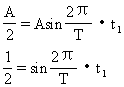 A/2 = Asin 2π/T • t₁
1/2 = sin 2π/T • t₁